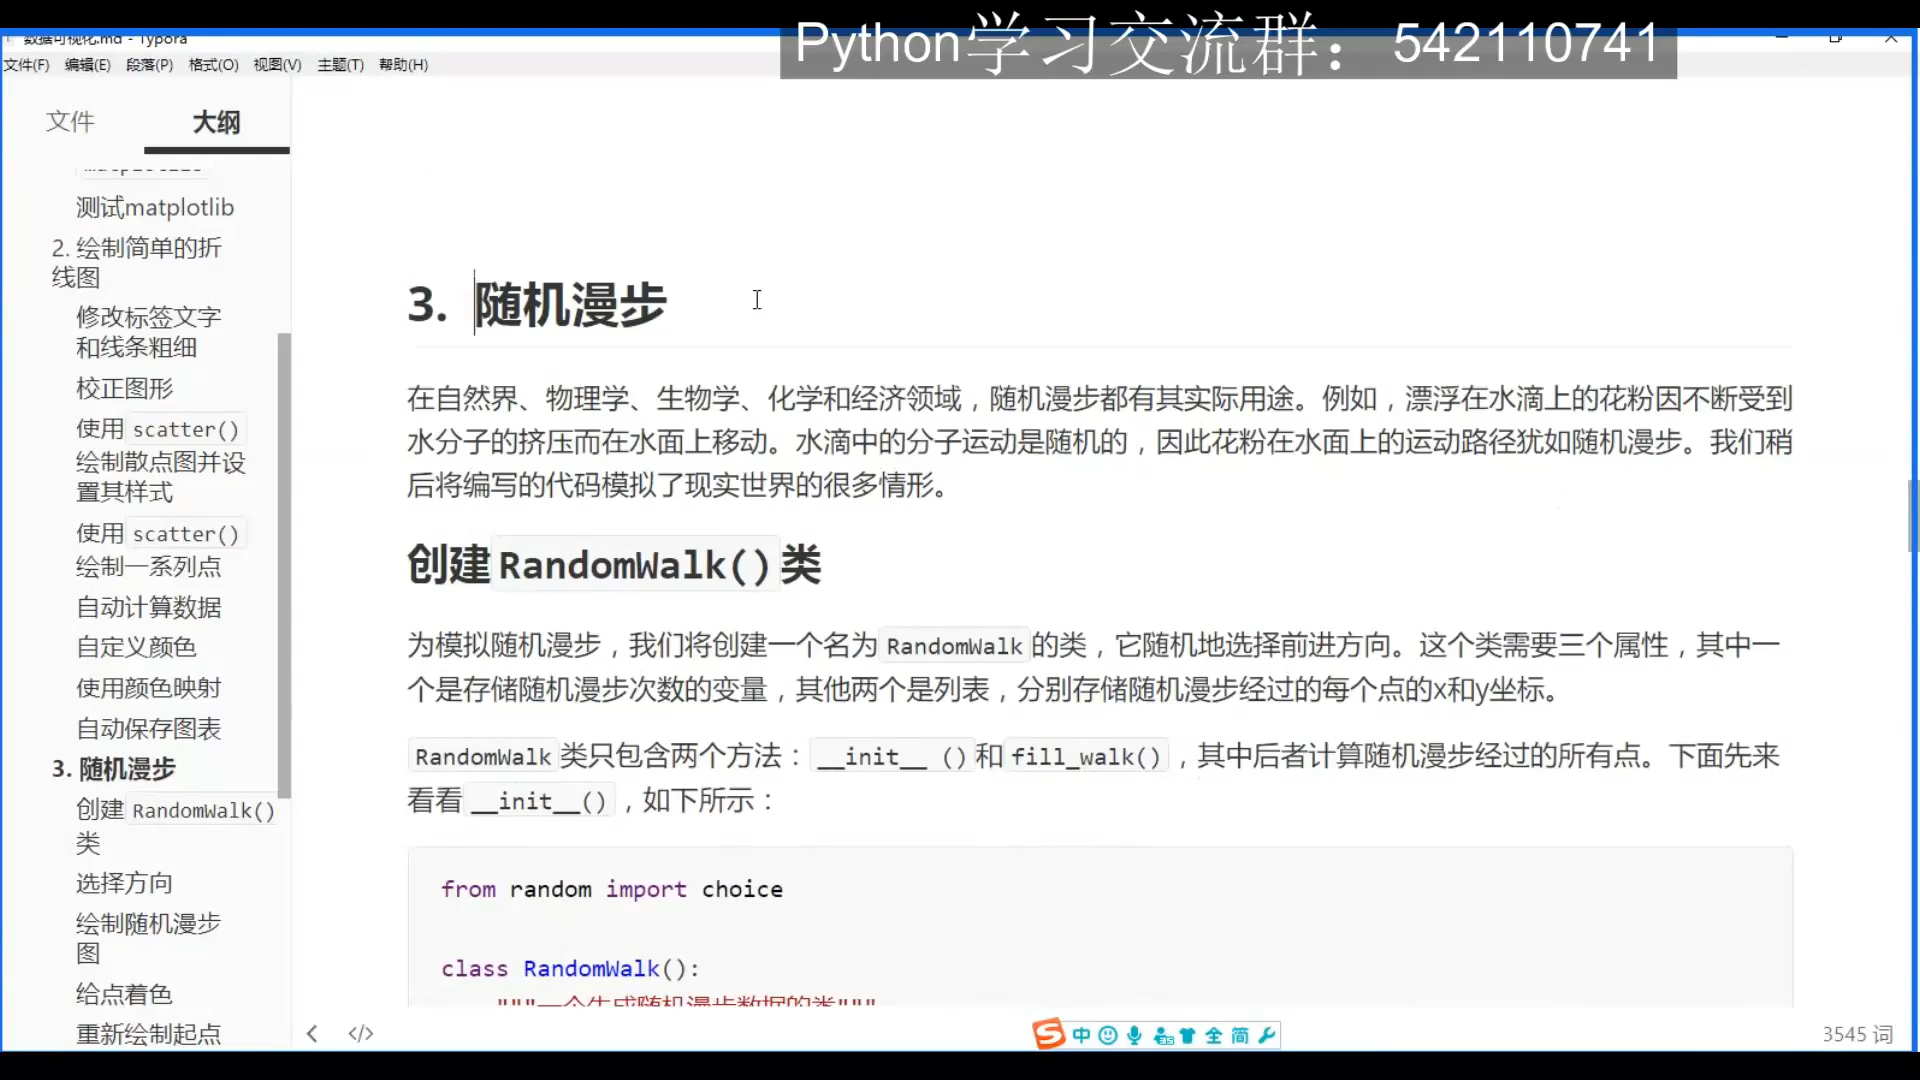 Python学习交流群：542110741
数据可视化.md - Typora
文件(F) 编辑(E) 段落(P) 格式(O) 视图(V) 主题(T) 帮助(H)
文件 大纲
matplotlib
测试matplotlib
2. 绘制简单的折
线图
修改标签文字
和线条粗细
校正图形
使用 scatter()
绘制散点图并设
置其样式
使用 scatter()
绘制一系列点
自动计算数据
自定义颜色
使用颜色映射
自动保存图表
3. 随机漫步
创建 RandomWalk()
类
选择方向
绘制随机漫步
图
给点着色
重新绘制起点
3. 随机漫步
在自然界、物理学、生物学、化学和经济领域，随机漫步都有其实际用途。例如，漂浮在水滴上的花粉因不断受到
水分子的挤压而在水面上移动。水滴中的分子运动是随机的，因此花粉在水面上的运动路径犹如随机漫步。我们稍
后将编写的代码模拟了现实世界的很多情形。
创建 RandomWalk() 类
为模拟随机漫步，我们将创建一个名为 RandomWalk 的类，它随机地选择前进方向。这个类需要三个属性，其中一
个是存储随机漫步次数的变量，其他两个是列表，分别存储随机漫步经过的每个点的x和y坐标。
RandomWalk 类只包含两个方法： __init__ () 和 fill_walk() ，其中后者计算随机漫步经过的所有点。下面先来
看看 __init__() ，如下所示：
from random import choice
class RandomWalk():
"""一个生成随机漫步数据的类"""
中 全 简
3545 词